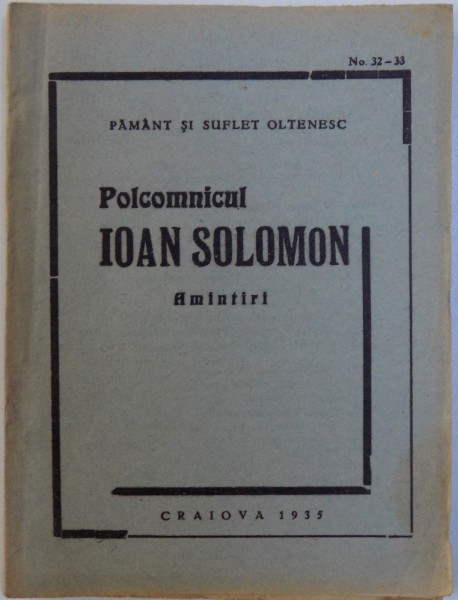 No. 32-33
PĂMÂNT ŞI SUFLET OLTENESC
Polcomnicul
IOAN SOLOMON
Amintiri
CRAIOVA 1935